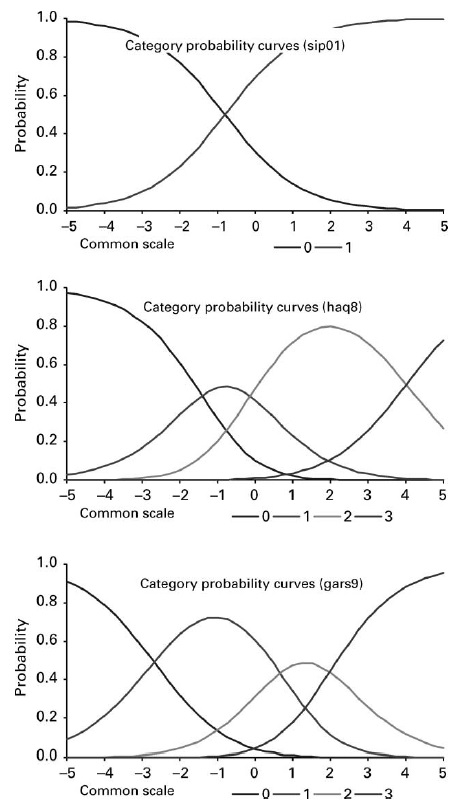 1.0
Category probability curves (sip01)
0.8
0.6
0.4
0.2
0.0
Probability
–5 –4 –3 –2 –1 0 1 2 3 4 5
Common scale
0 1
1.0
Category probability curves (haq8)
0.8
0.6
0.4
0.2
0.0
Probability
–5 –4 –3 –2 –1 0 1 2 3 4 5
Common scale
0 1 2 3
1.0
Category probability curves (gars9)
0.8
0.6
0.4
0.2
0.0
Probability
–5 –4 –3 –2 –1 0 1 2 3 4 5
Common scale
0 1 2 3